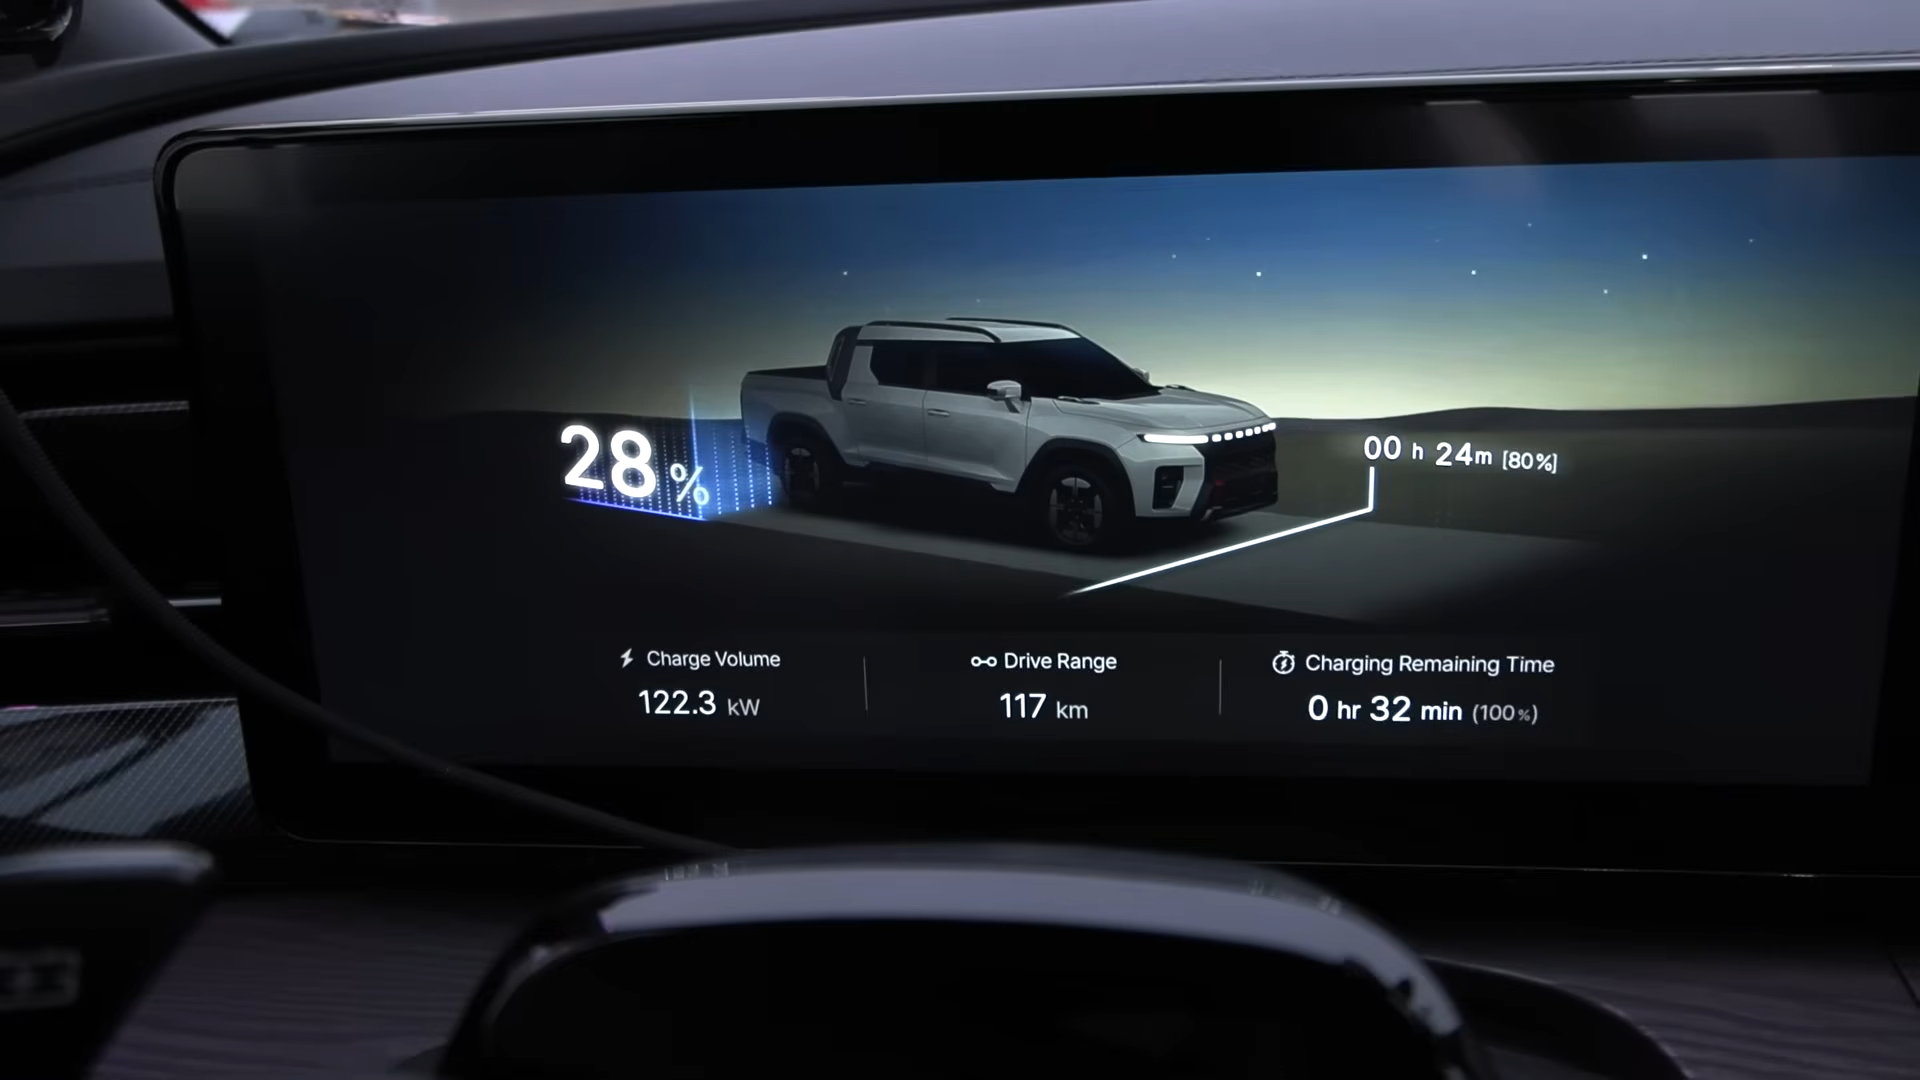 28%
00 h 24m [80%]
Charge Volume
122.3 kW
Drive Range
117 km
Charging Remaining Time
0 hr 32 min (100%)